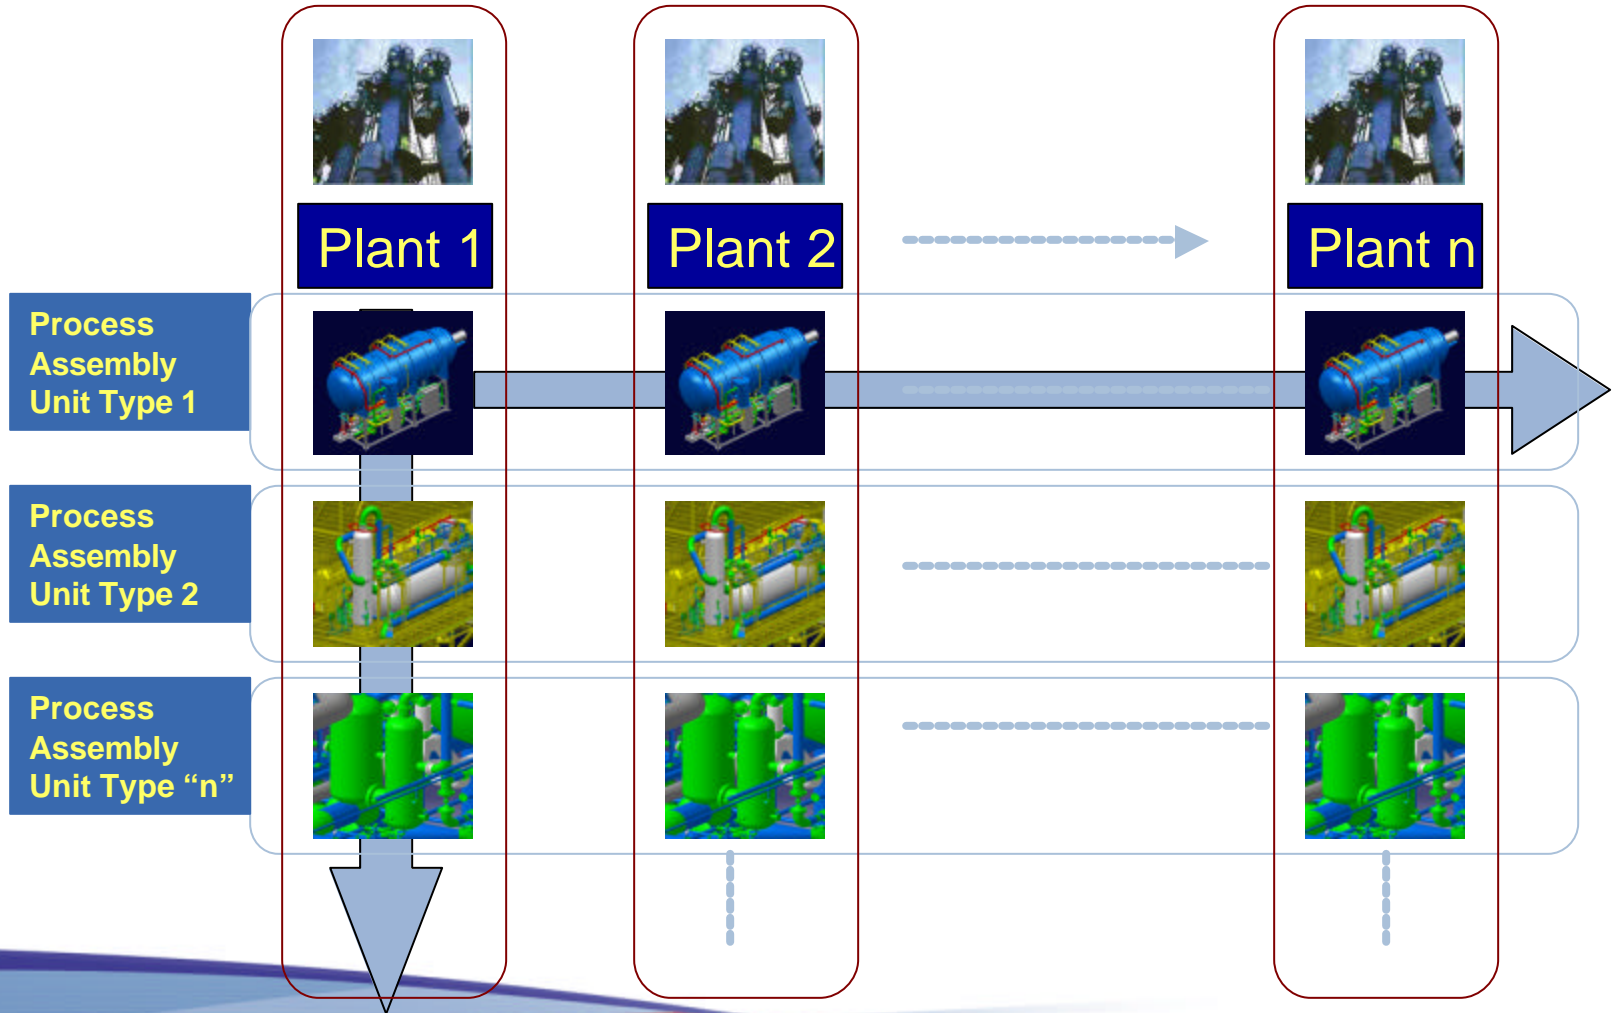 Plant 1
Plant 2
Plant n
Process
Assembly
Unit Type 1
Process
Assembly
Unit Type 2
Process
Assembly
Unit Type “n”